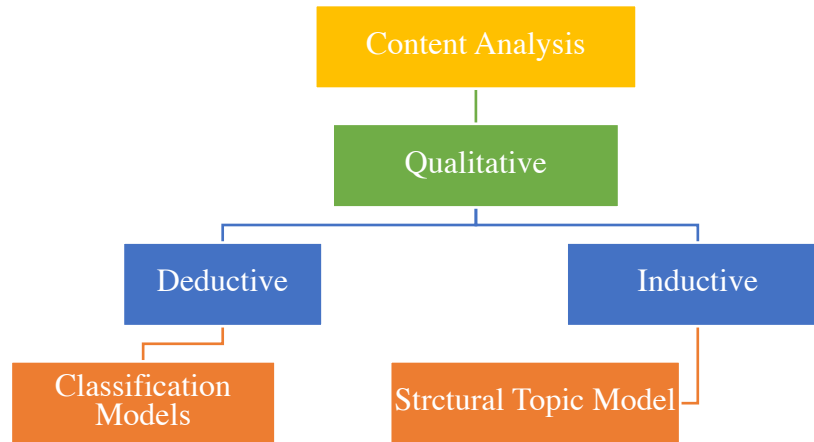 Content Analysis
Qualitative
Deductive
Inductive
Classification
Models
Strctural Topic Model